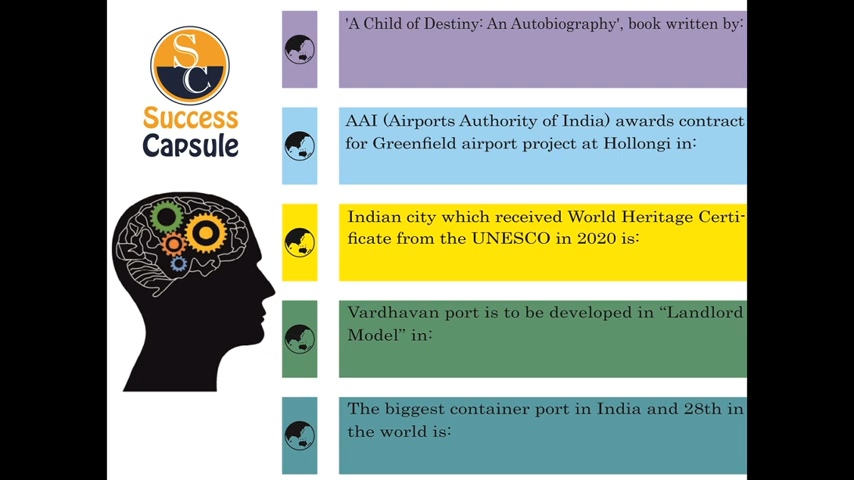 SC
Success
Capsule
'A Child of Destiny: An Autobiography', book written by:
AAI (Airports Authority of India) awards contract
for Greenfield airport project at Hollongi in:
Indian city which received World Heritage Certi-
ficate from the UNESCO in 2020 is:
Vardhavan port is to be developed in “Landlord
Model” in:
The biggest container port in India and 28th in
the world is: